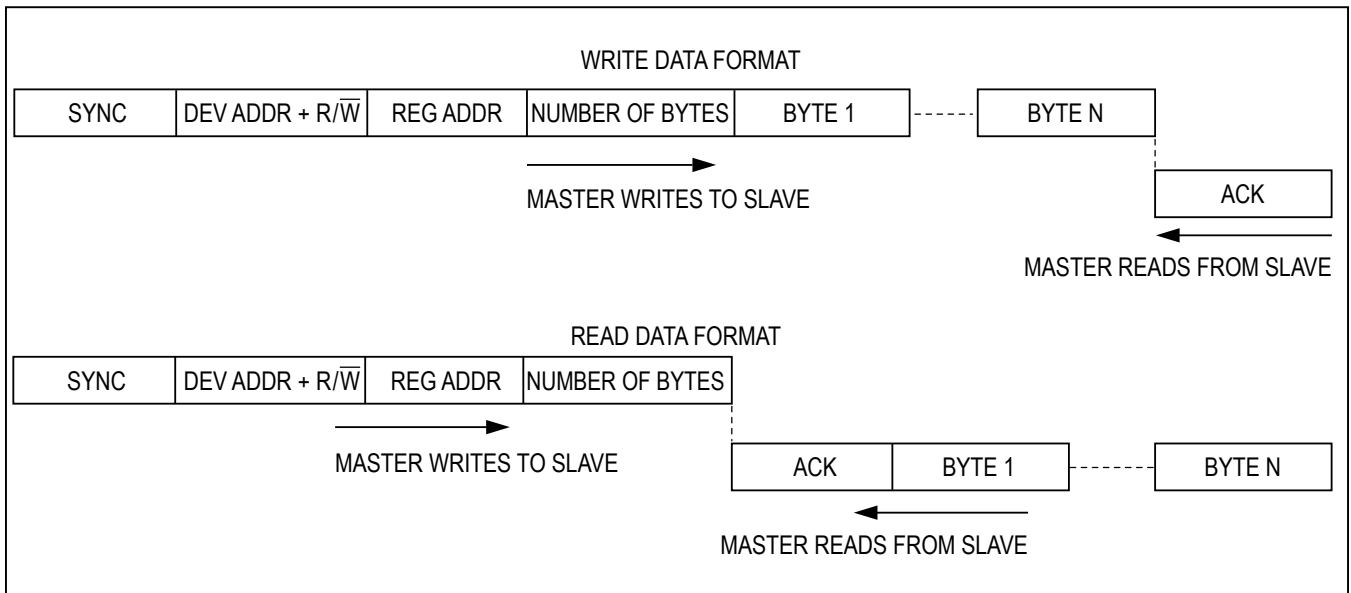 WRITE DATA FORMAT
SYNC DEV ADDR + R/W̅ REG ADDR NUMBER OF BYTES BYTE 1 BYTE N
MASTER WRITES TO SLAVE
ACK
MASTER READS FROM SLAVE
READ DATA FORMAT
SYNC DEV ADDR + R/W̅ REG ADDR NUMBER OF BYTES
MASTER WRITES TO SLAVE
ACK BYTE 1 BYTE N
MASTER READS FROM SLAVE